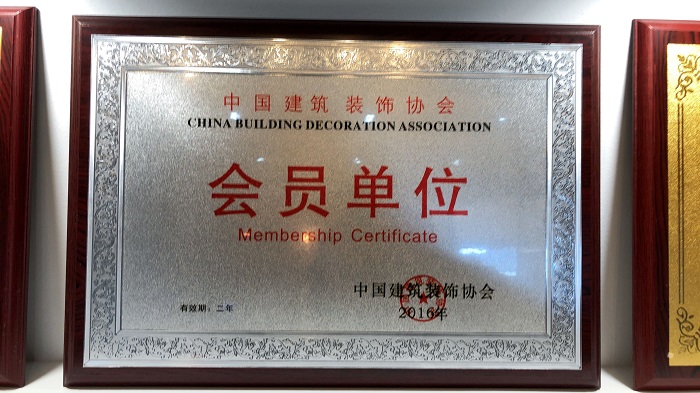 中国建筑装饰协会
CHINA BUILDING DECORATION ASSOCIATION
会员单位
Membership Certificate
中国建筑装饰协会
有效期：二年
2016年